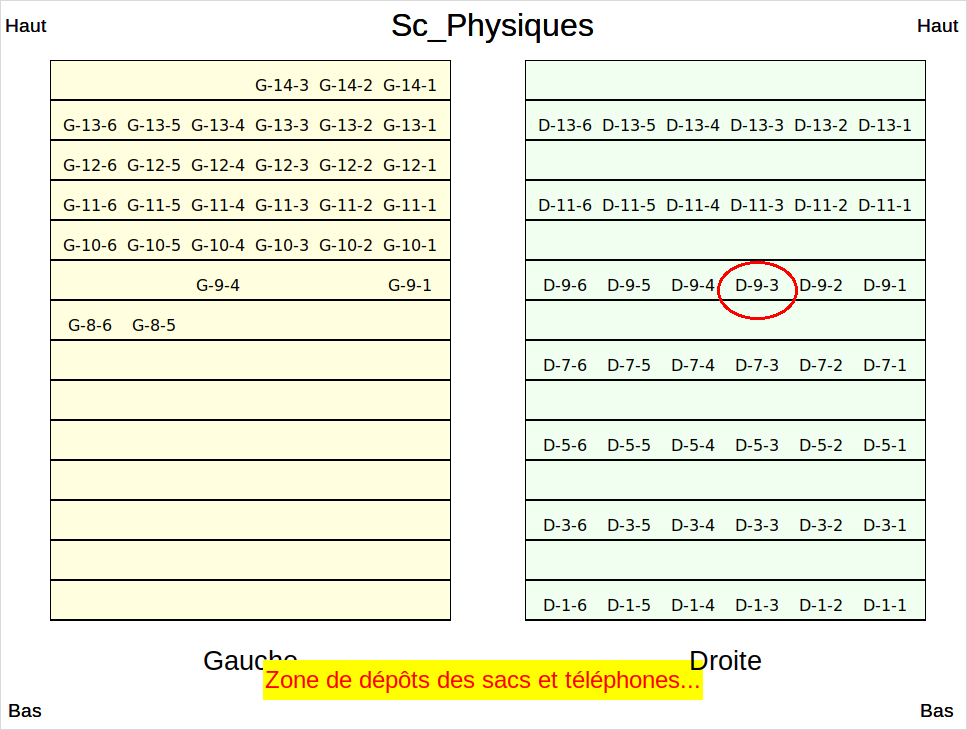 Haut Sc_Physiques Haut
G-14-3 G-14-2 G-14-1
G-13-6 G-13-5 G-13-4 G-13-3 G-13-2 G-13-1 D-13-6 D-13-5 D-13-4 D-13-3 D-13-2 D-13-1
G-12-6 G-12-5 G-12-4 G-12-3 G-12-2 G-12-1
G-11-6 G-11-5 G-11-4 G-11-3 G-11-2 G-11-1 D-11-6 D-11-5 D-11-4 D-11-3 D-11-2 D-11-1
G-10-6 G-10-5 G-10-4 G-10-3 G-10-2 G-10-1
G-9-4 G-9-1 D-9-6 D-9-5 D-9-4 D-9-3 D-9-2 D-9-1
G-8-6 G-8-5
D-7-6 D-7-5 D-7-4 D-7-3 D-7-2 D-7-1
D-5-6 D-5-5 D-5-4 D-5-3 D-5-2 D-5-1
D-3-6 D-3-5 D-3-4 D-3-3 D-3-2 D-3-1
D-1-6 D-1-5 D-1-4 D-1-3 D-1-2 D-1-1
Gauche Droite
Zone de dépôts des sacs et téléphones...
Bas Bas